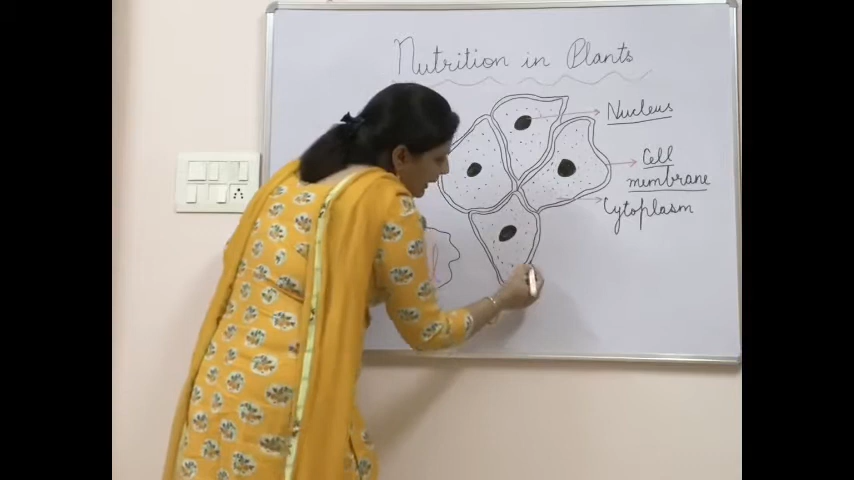 Nutrition in Plants
Nucleus
Cell
membrane
Cytoplasm